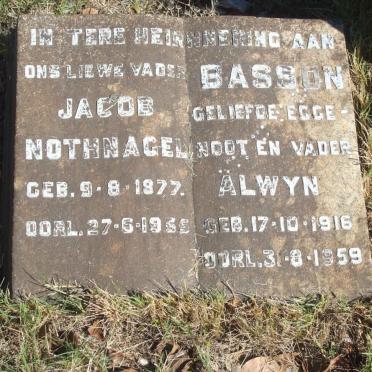 IN TERE HERINNERING AAN
ONS LIEWE VADER
JACOB
NOTHNAGEL
GEB. 9-8-1877.
OORL. 27-6-1955
BASSON
GELIEFDE EGGE-
NOOT EN VADER
ALWYN
GEB. 17-10-1916
OORL. 31-8-1959